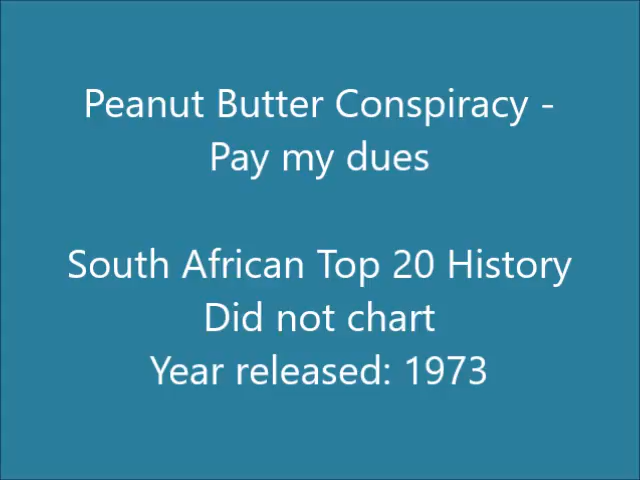 Peanut Butter Conspiracy -
Pay my dues
South African Top 20 History
Did not chart
Year released: 1973